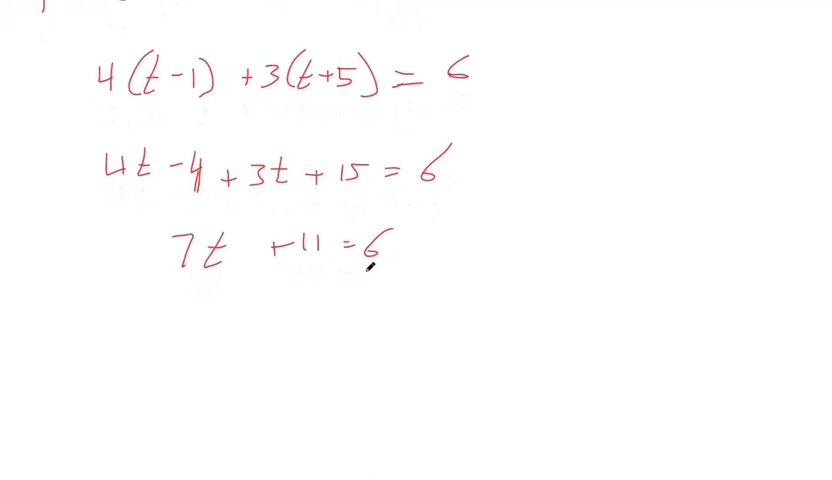 4(t-1) +3(t+5) = 6
4t -4 + 3t + 15 = 6
7t +11 = 6